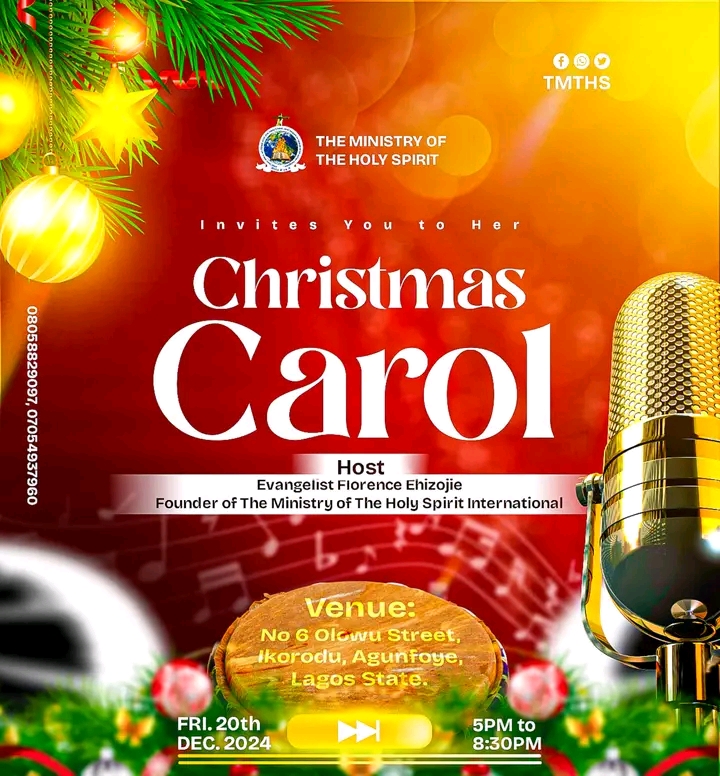 TMTHS
THE MINISTRY OF
THE HOLY SPIRIT
Invites You to Her
Christmas
Carol
08058829097, 07054937960
Host
Evangelist Florence Ehizojie
Founder of The Ministry of The Holy Spirit International
Venue:
No 6 Olowu Street,
Ikorodu, Agunfoye,
Lagos State.
FRI. 20th
DEC. 2024
5PM to
8:30PM